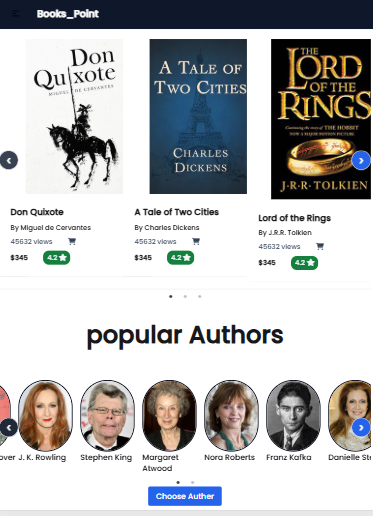 Books_Point
Don
Quixote
MIGUEL DE CERVANTES
A TALE OF
TWO CITIES
CHARLES
DICKENS
THE
LORD
OF THE
RINGS
Continuing the story of THE HOBBIT
NOW A MAJOR MOTION PICTURE
J·R·R·TOLKIEN
Don Quixote
By Miguel de Cervantes
45632 views
$345
4.2
A Tale of Two Cities
By Charles Dickens
45632 views
$345
4.2
Lord of the Rings
By J.R.R. Tolkien
45632 views
$345
4.2
popular Authors
over
J. K. Rowling
Stephen King
Margaret
Atwood
Nora Roberts
Franz Kafka
Danielle Ste
Choose Auther